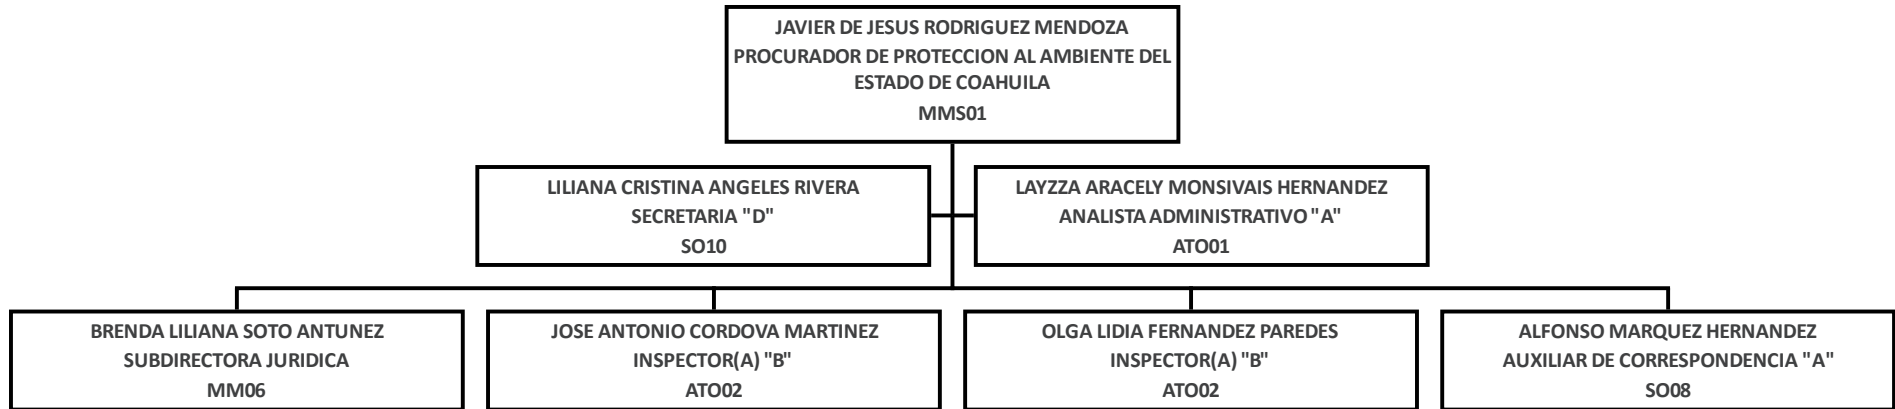 JAVIER DE JESUS RODRIGUEZ MENDOZA
PROCURADOR DE PROTECCION AL AMBIENTE DEL
ESTADO DE COAHUILA
MMS01
LILIANA CRISTINA ANGELES RIVERA
SECRETARIA "D"
SO10
LAYZZA ARACELY MONSIVAIS HERNANDEZ
ANALISTA ADMINISTRATIVO "A"
ATO01
BRENDA LILIANA SOTO ANTUNEZ
SUBDIRECTORA JURIDICA
MM06
JOSE ANTONIO CORDOVA MARTINEZ
INSPECTOR(A) "B"
ATO02
OLGA LIDIA FERNANDEZ PAREDES
INSPECTOR(A) "B"
ATO02
ALFONSO MARQUEZ HERNANDEZ
AUXILIAR DE CORRESPONDENCIA "A"
SO08